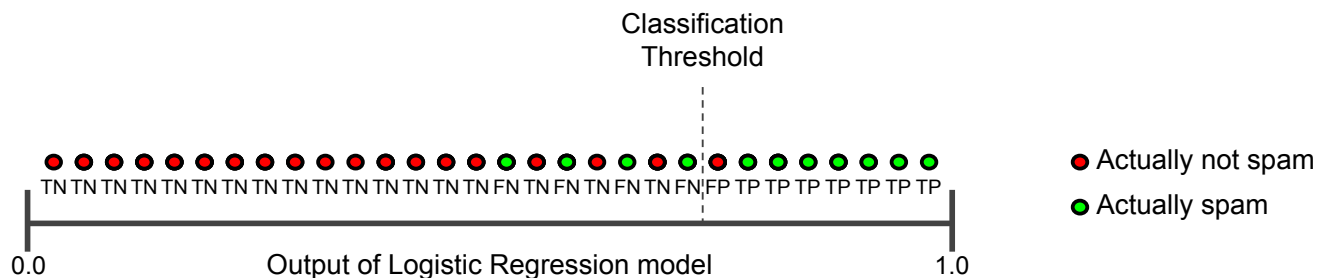 Classification
Threshold
TN TN TN TN TN TN TN TN TN TN TN TN TN TN TN FN TN FN TN FN TN FN FP TP TP TP TP TP TP TP
Actually not spam
Actually spam
0.0 Output of Logistic Regression model 1.0